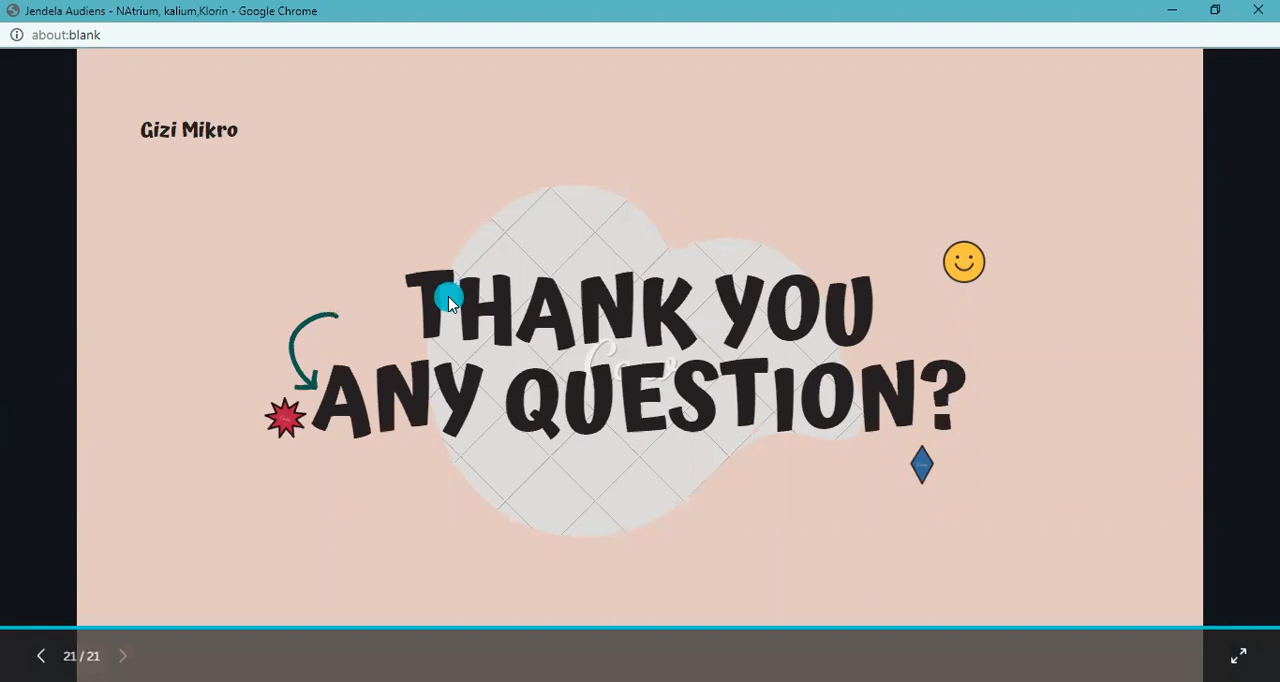 Jendela Audiens - NAtrium, kalium,Klorin - Google Chrome
about:blank
Gizi Mikro
THANK YOU
ANY QUESTION?
21 / 21